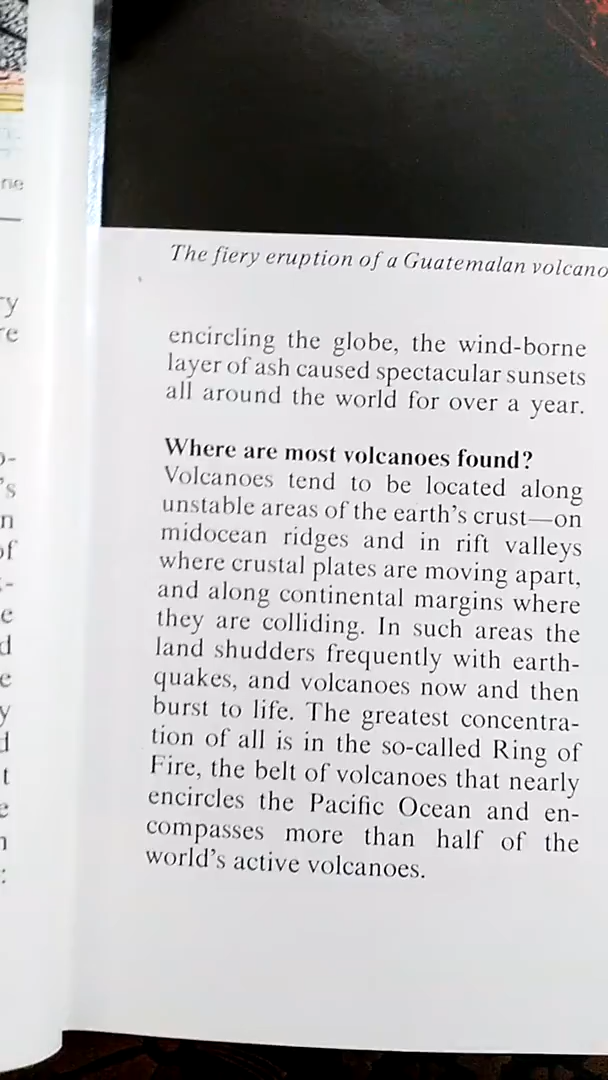 ne
ry
re
The fiery eruption of a Guatemalan volcano
encircling the globe, the wind-borne
layer of ash caused spectacular sunsets
all around the world for over a year.
Where are most volcanoes found?
Volcanoes tend to be located along
unstable areas of the earth's crust—on
midocean ridges and in rift valleys
where crustal plates are moving apart,
and along continental margins where
they are colliding. In such areas the
land shudders frequently with earth-
quakes, and volcanoes now and then
burst to life. The greatest concentra-
tion of all is in the so-called Ring of
Fire, the belt of volcanoes that nearly
encircles the Pacific Ocean and en-
compasses more than half of the
world's active volcanoes.